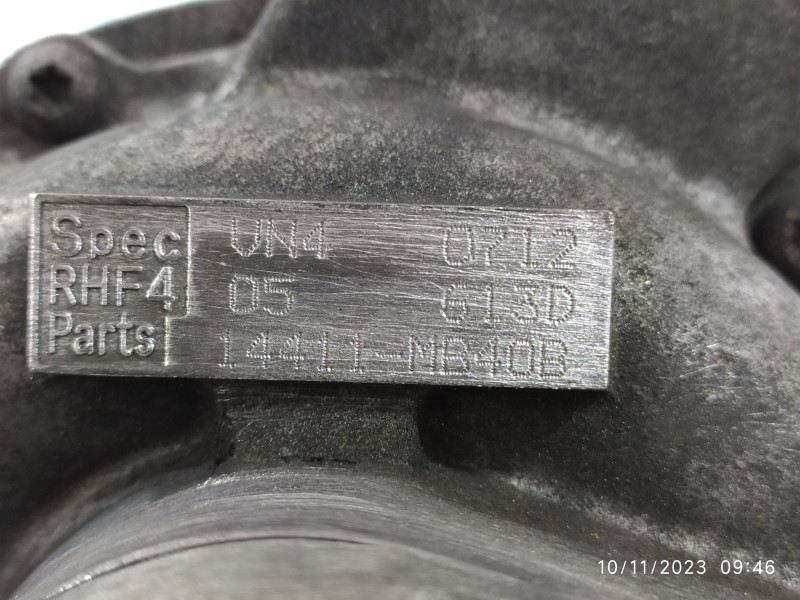 Spec VN4 0712
RHF4 05 613D
Parts 14411-MB40B
10/11/2023 09:46